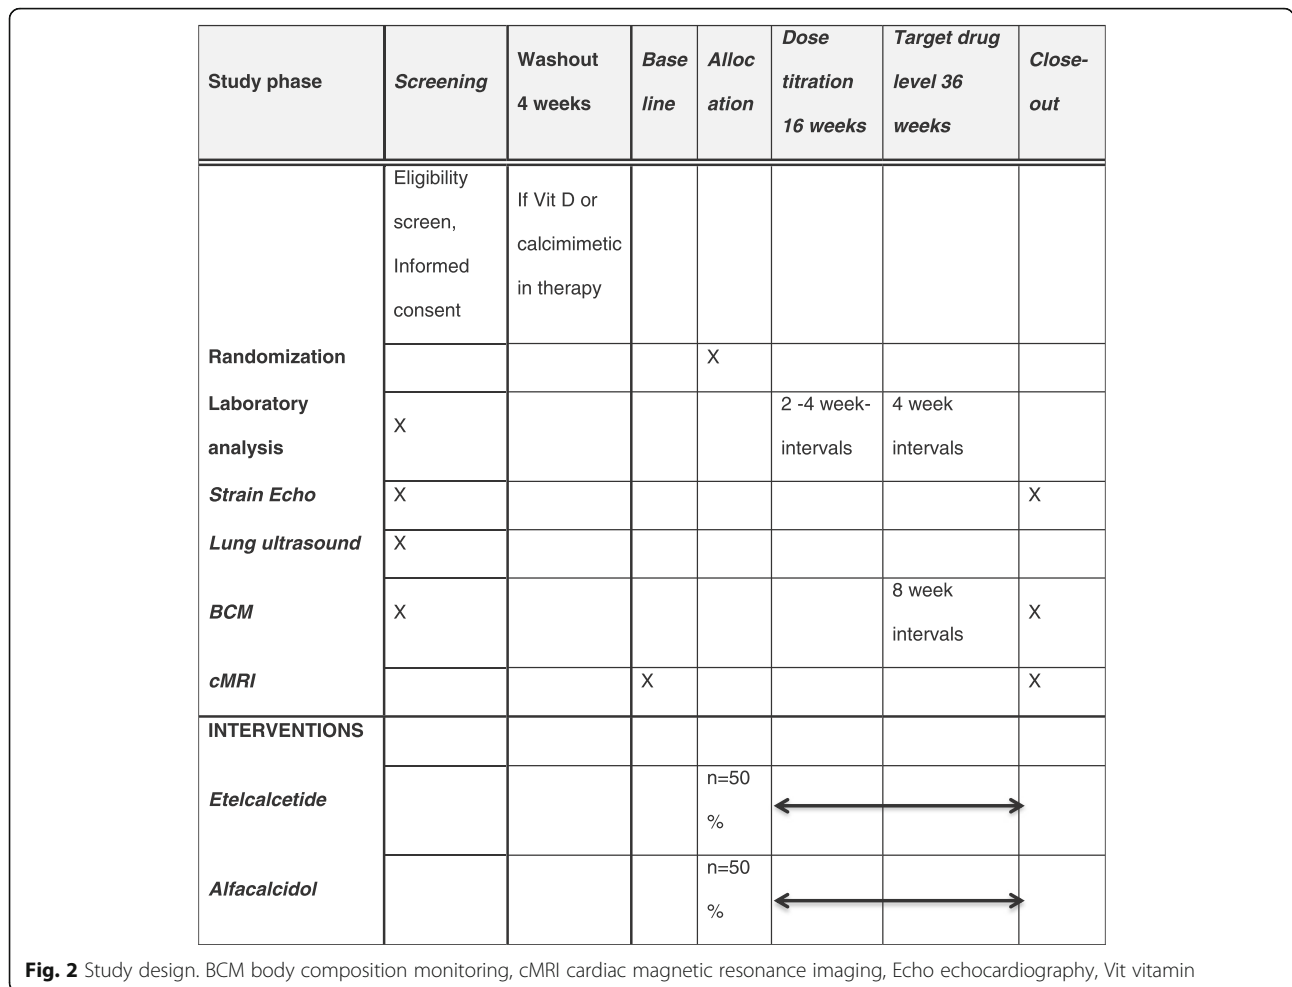 Study phase
Screening
Washout
4 weeks
Base
line
Alloc
ation
Dose
titration
16 weeks
Target drug
level 36
weeks
Close-
out
Eligibility
screen,
Informed
consent
If Vit D or
calcimimetic
in therapy
Randomization
X
Laboratory
analysis
X
2 -4 week-
intervals
4 week
intervals
Strain Echo
X
X
Lung ultrasound
X
BCM
X
8 week
intervals
X
cMRI
X
X
INTERVENTIONS
Etelcalcetide
n=50
%
Alfacalcidol
n=50
%
Fig. 2 Study design. BCM body composition monitoring, cMRI cardiac magnetic resonance imaging, Echo echocardiography, Vit vitamin